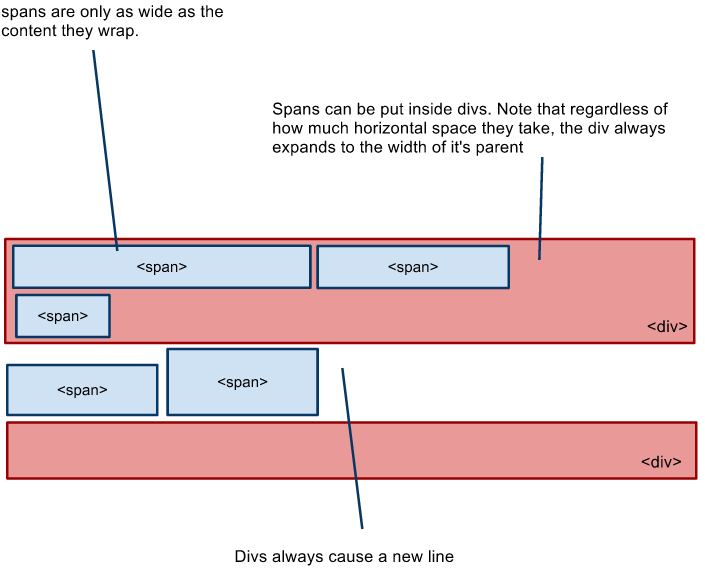 spans are only as wide as the
content they wrap.
Spans can be put inside divs. Note that regardless of
how much horizontal space they take, the div always
expands to the width of it's parent
<span>
<span>
<span>
<div>
<span>
<span>
<div>
Divs always cause a new line